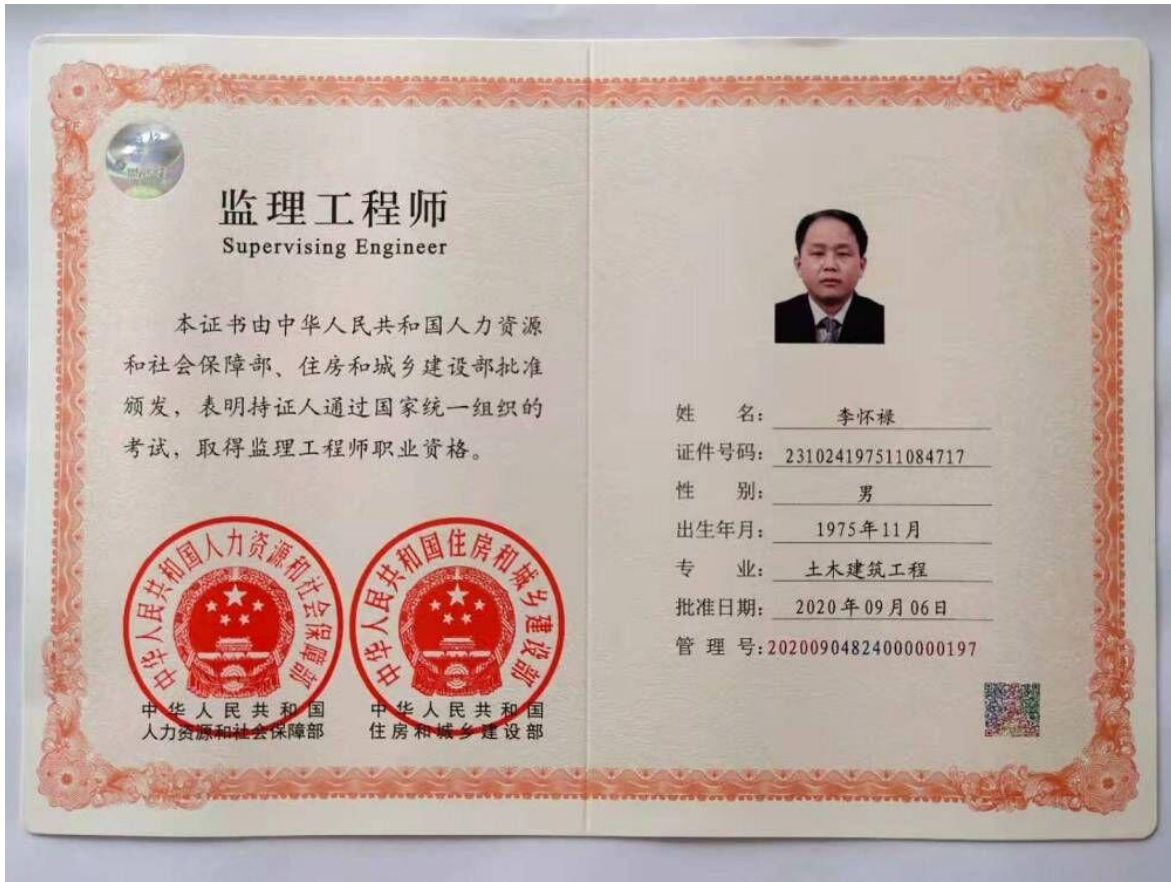 监理工程师
Supervising Engineer
本证书由中华人民共和国人力资源
和社会保障部、住房和城乡建设部批准
颁发，表明持证人通过国家统一组织的
考试，取得监理工程师职业资格。
中华人民共和国人力资源和社会保障部
中华人民共和国住房和城乡建设部
中华人民共和国
人力资源和社会保障部
中华人民共和国
住房和城乡建设部
姓 名：李怀禄
证件号码：231024197511084717
性 别：男
出生年月：1975年11月
专 业：土木建筑工程
批准日期：2020年09月06日
管 理 号：20200904824000000197